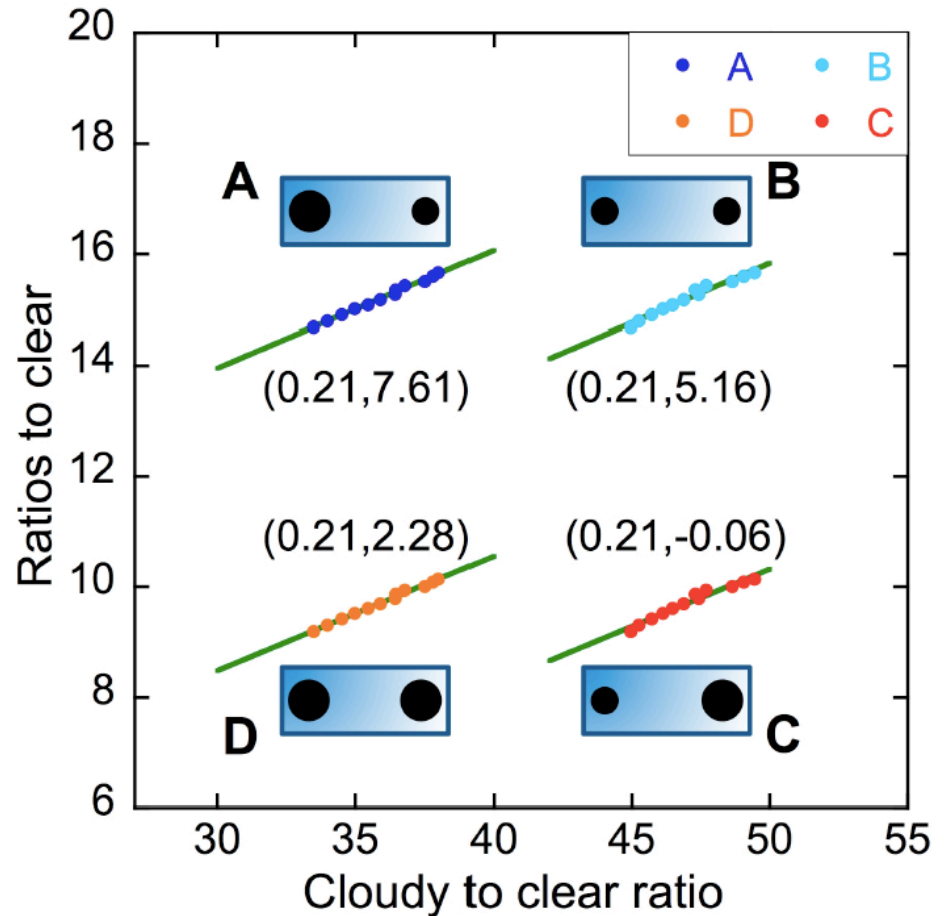 20
A B
D C
18
A B
16
14
(0.21,7.61) (0.21,5.16)
12
(0.21,2.28) (0.21,-0.06)
10
8
D C
6
30 35 40 45 50 55
Cloudy to clear ratio
Ratios to clear